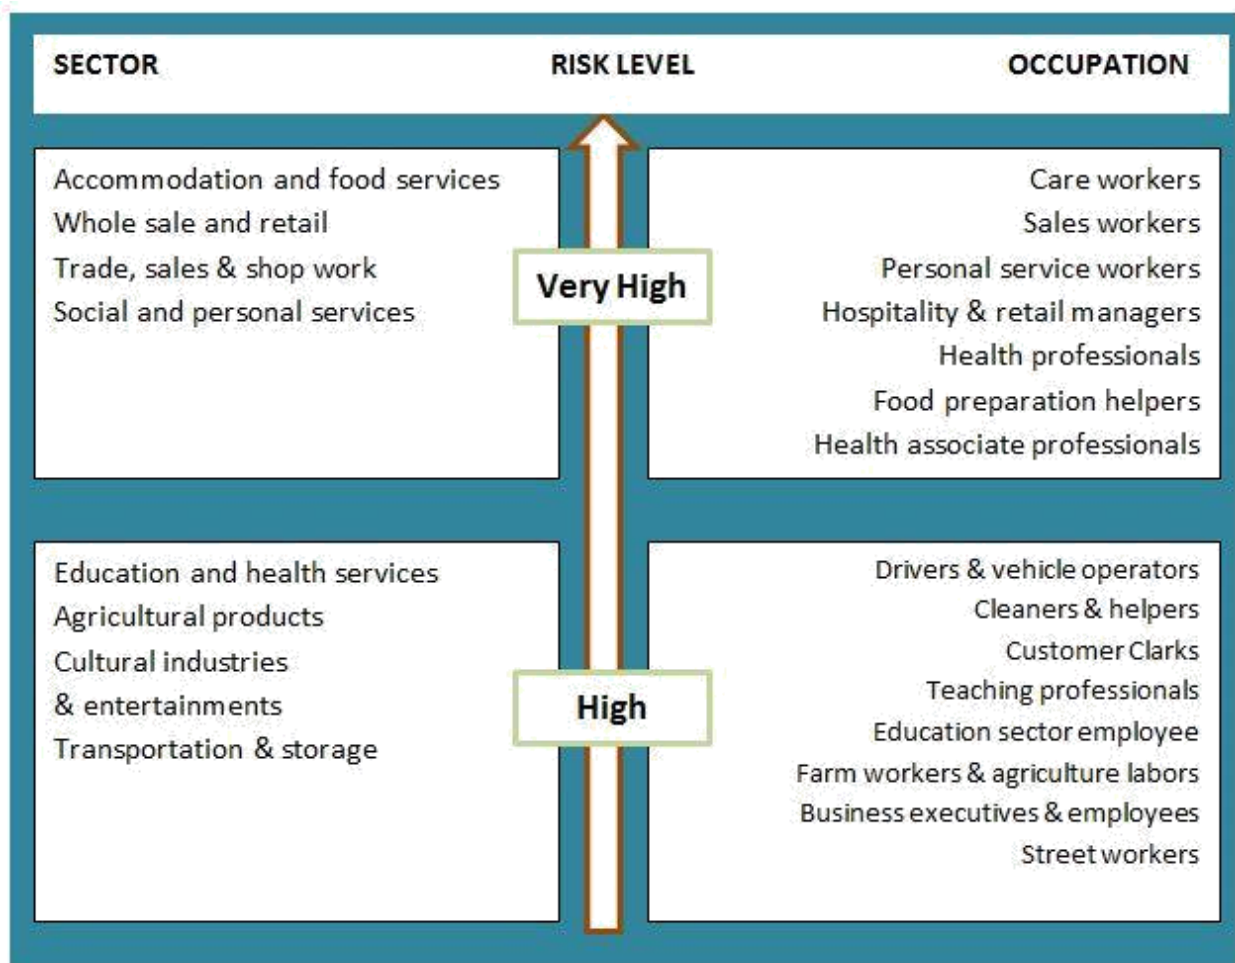 SECTOR RISK LEVEL OCCUPATION
Accommodation and food services
Whole sale and retail
Trade, sales & shop work
Social and personal services
Very High
Care workers
Sales workers
Personal service workers
Hospitality & retail managers
Health professionals
Food preparation helpers
Health associate professionals
Education and health services
Agricultural products
Cultural industries
& entertainments
Transportation & storage
High
Drivers & vehicle operators
Cleaners & helpers
Customer Clarks
Teaching professionals
Education sector employee
Farm workers & agriculture labors
Business executives & employees
Street workers